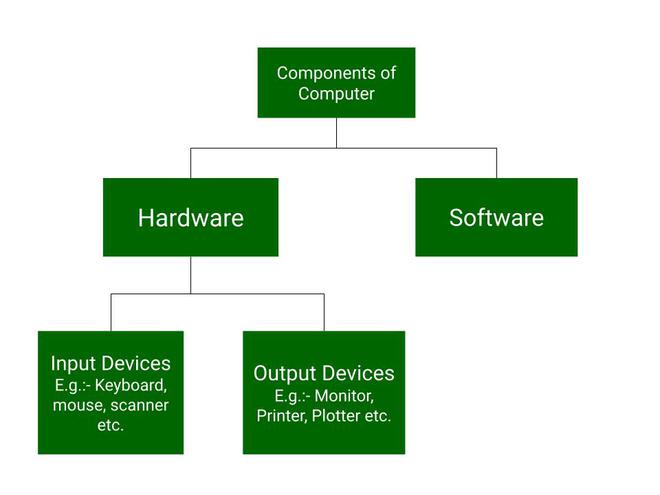 Components of
Computer
Hardware
Software
Input Devices
E.g.:- Keyboard,
mouse, scanner
etc.
Output Devices
E.g.:- Monitor,
Printer, Plotter etc.